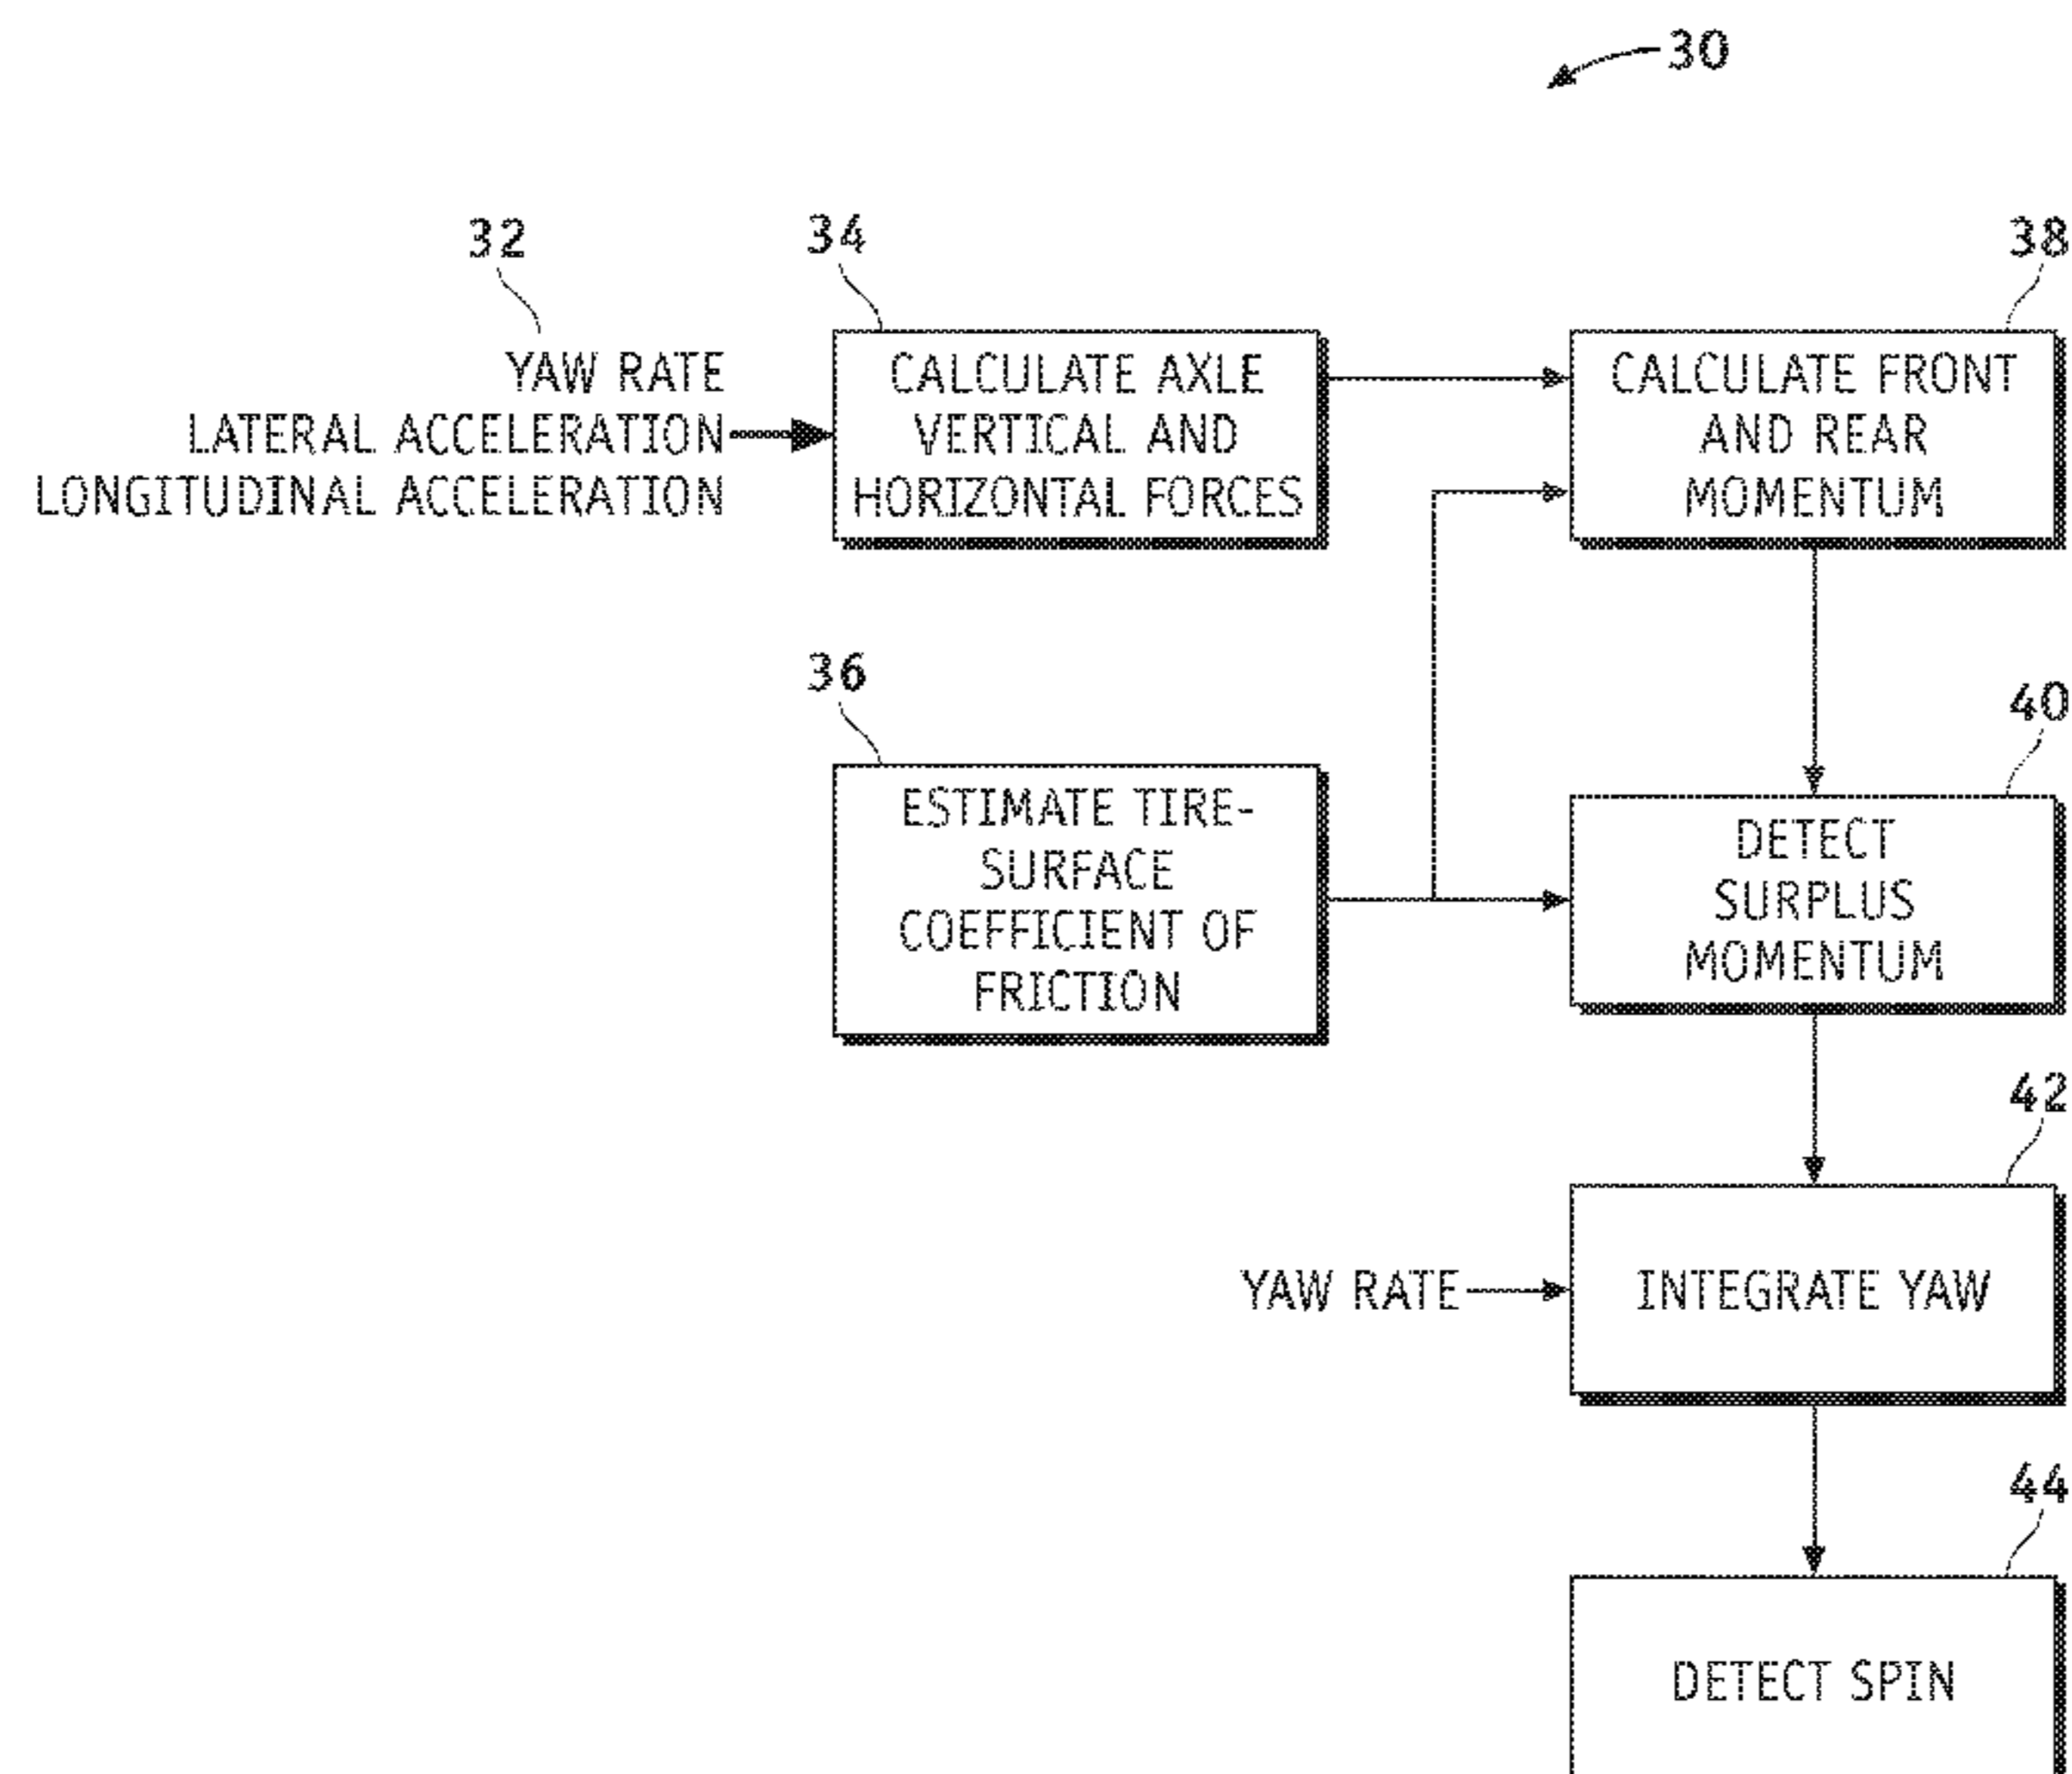 30
32
34
38
YAW RATE
LATERAL ACCELERATION
LONGITUDINAL ACCELERATION
CALCULATE AXLE
VERTICAL AND
HORIZONTAL FORCES
CALCULATE FRONT
AND REAR
MOMENTUM
36
40
ESTIMATE TIRE-
SURFACE
COEFFICIENT OF
FRICTION
DETECT
SURPLUS
MOMENTUM
42
YAW RATE
INTEGRATE YAW
44
DETECT SPIN